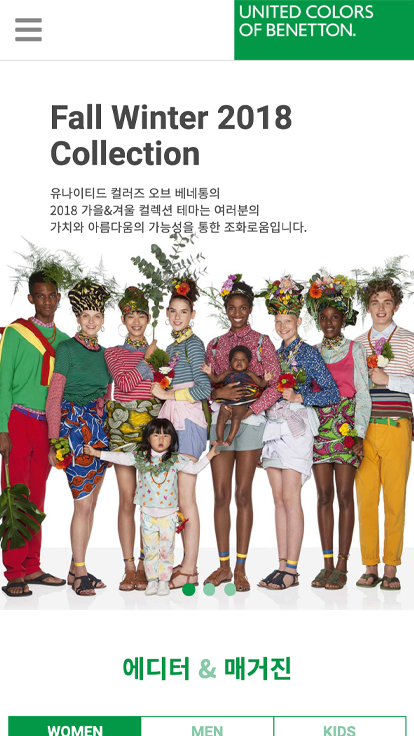 UNITED COLORS
OF BENETTON.
Fall Winter 2018
Collection
유나이티드 컬러즈 오브 베네통의
2018 가을&겨울 컬렉션 테마는 여러분의
가치와 아름다움의 가능성을 통한 조화로움입니다.
에디터 & 매거진
WOMEN
MEN
KIDS